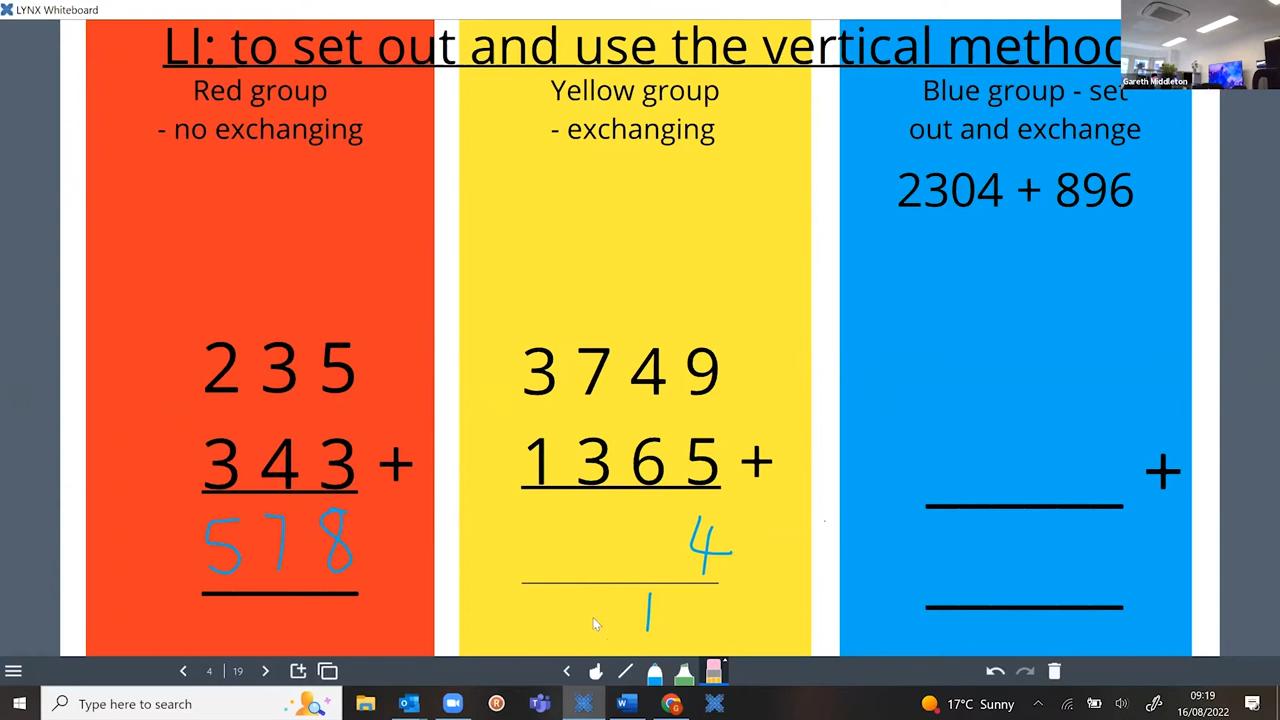 LYNX Whiteboard
LI: to set out and use the vertical method
Gareth Middleton
Red group
- no exchanging
2 3 5
3 4 3 +
5 7 8
Yellow group
- exchanging
3 7 4 9
1 3 6 5 +
4
1
Blue group - set
out and exchange
2304 + 896
+
4 19
Type here to search
17°C Sunny
09:19
16/08/2022